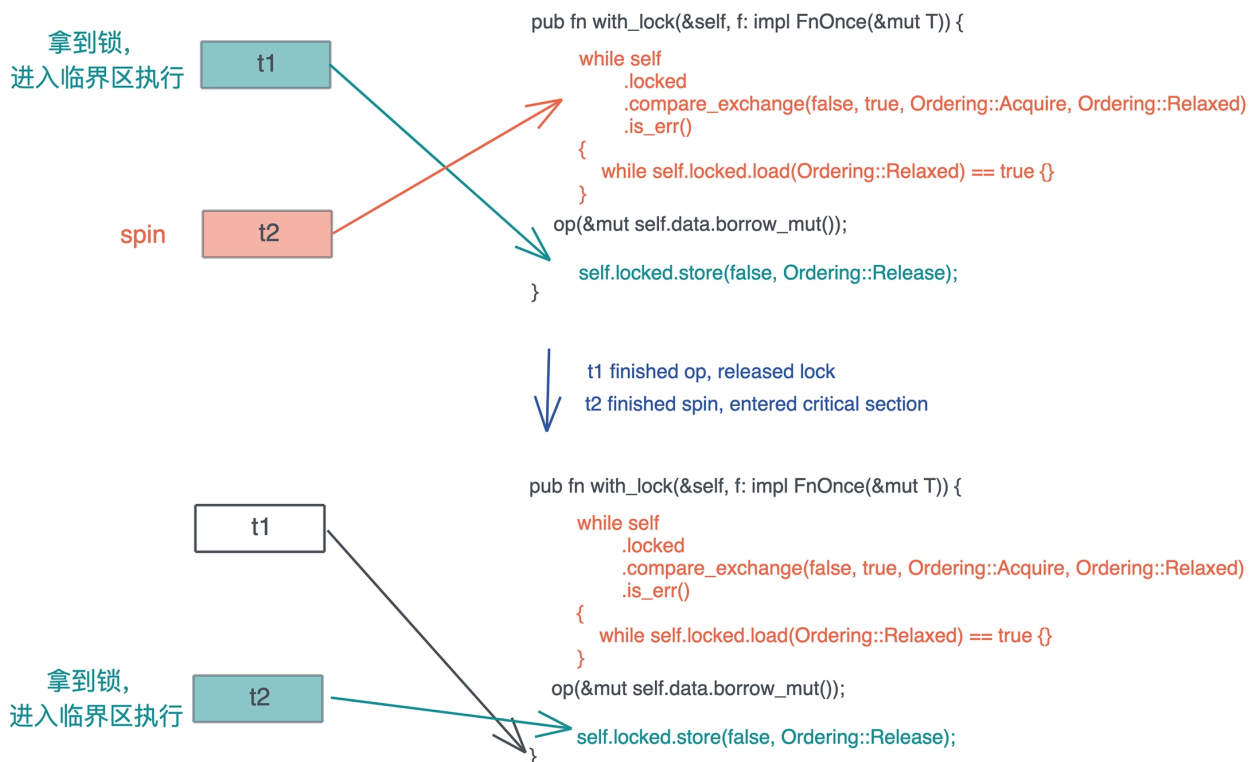 pub fn with_lock(&self, f: impl FnOnce(&mut T)) {
拿到锁,
进入临界区执行
t1
while self
.locked
.compare_exchange(false, true, Ordering::Acquire, Ordering::Relaxed)
.is_err()
{
while self.locked.load(Ordering::Relaxed) == true {}
}
spin
t2
op(&mut self.data.borrow_mut());
self.locked.store(false, Ordering::Release);
}
t1 finished op, released lock
t2 finished spin, entered critical section
pub fn with_lock(&self, f: impl FnOnce(&mut T)) {
t1
while self
.locked
.compare_exchange(false, true, Ordering::Acquire, Ordering::Relaxed)
.is_err()
{
while self.locked.load(Ordering::Relaxed) == true {}
}
拿到锁,
进入临界区执行
t2
op(&mut self.data.borrow_mut());
self.locked.store(false, Ordering::Release);
}